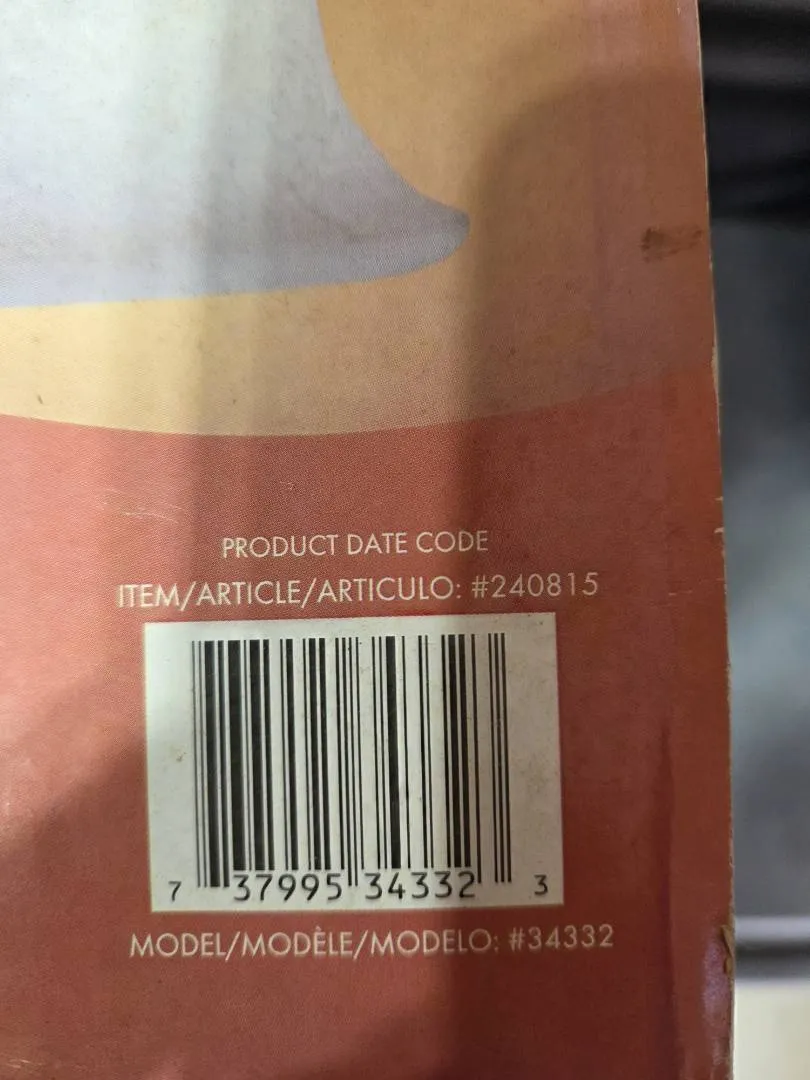 PRODUCT DATE CODE
ITEM/ARTICLE/ARTICULO: #240815
7 37995 34332 3
MODEL/MODÈLE/MODELO: #34332